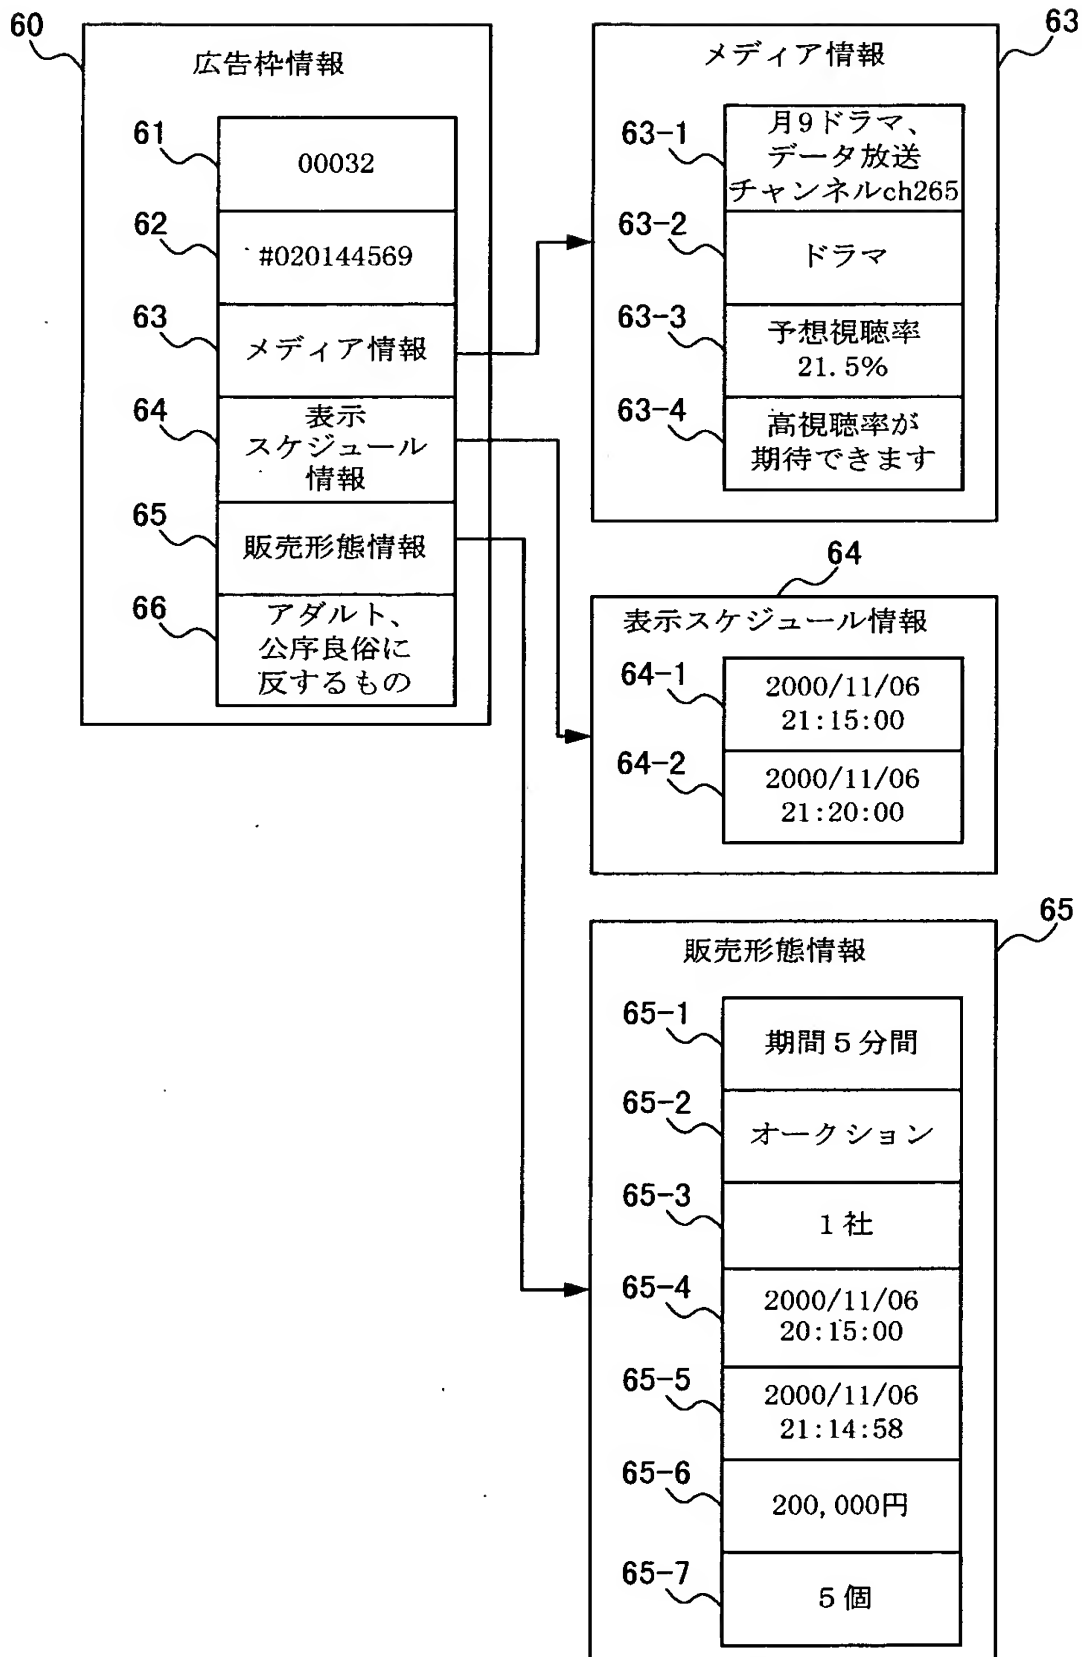 60
広告枠情報
61
00032
62
#020144569
63
メディア情報
64
表示
スケジュール
情報
65
販売形態情報
66
アダルト、
公序良俗に
反するもの
63
メディア情報
63-1
月9ドラマ、
データ放送
チャンネルch265
63-2
ドラマ
63-3
予想視聴率
21.5%
63-4
高視聴率が
期待できます
64
表示スケジュール情報
64-1
2000/11/06
21:15:00
64-2
2000/11/06
21:20:00
65
販売形態情報
65-1
期間5分間
65-2
オークション
65-3
1社
65-4
2000/11/06
20:15:00
65-5
2000/11/06
21:14:58
65-6
200,000円
65-7
5個